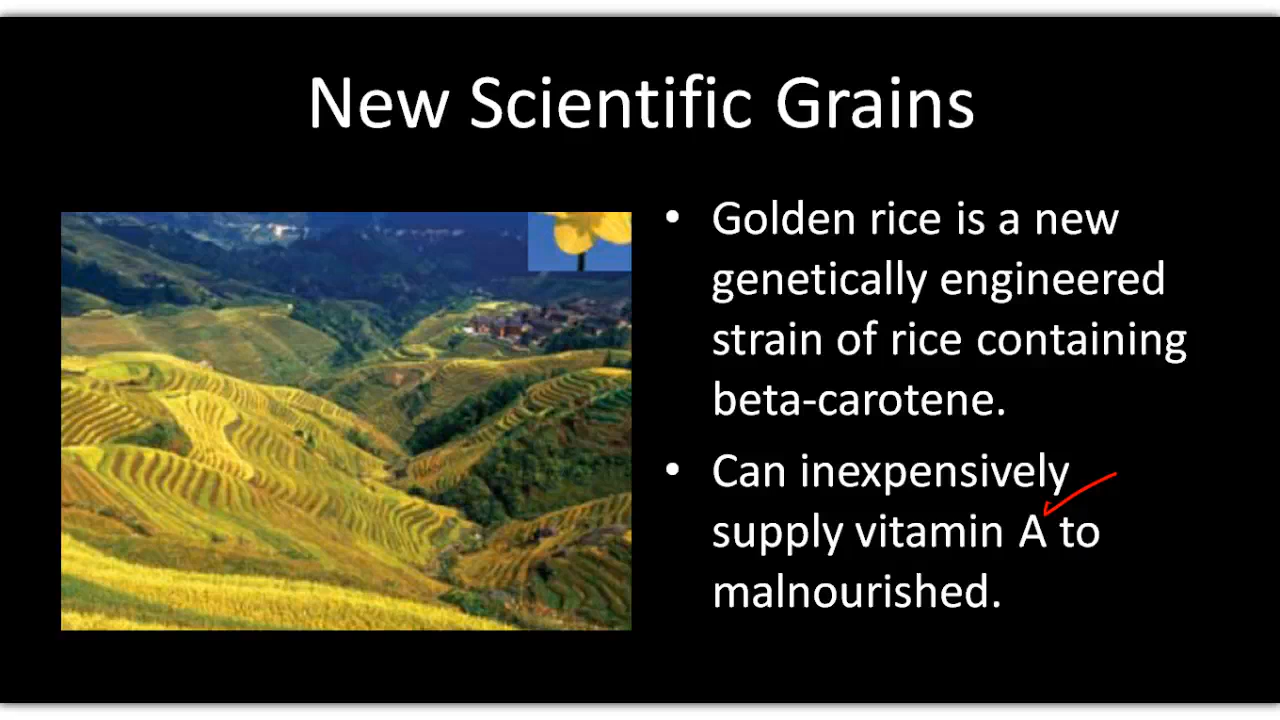 New Scientific Grains
• Golden rice is a new
genetically engineered
strain of rice containing
beta-carotene.
• Can inexpensively
supply vitamin A to
malnourished.